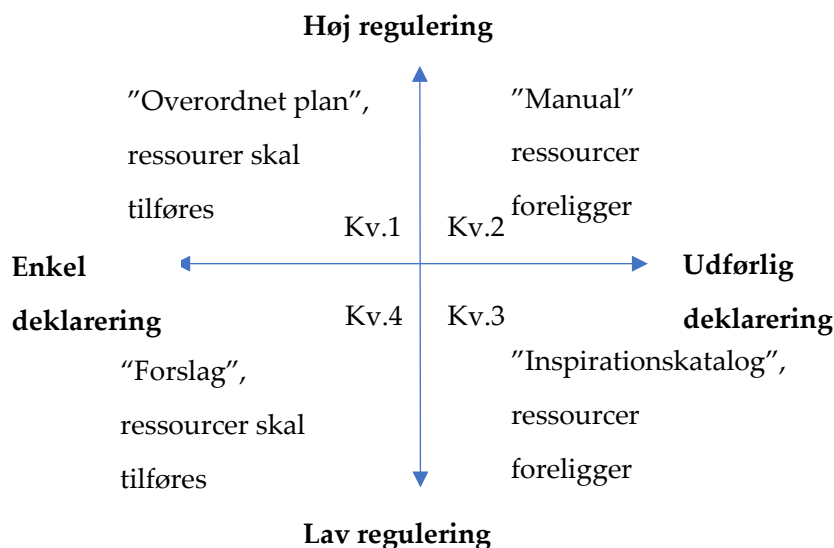 Høj regulering
”Overordnet plan”,
ressourer skal
tilføres
”Manual”
ressourcer
foreligger
Kv.1
Kv.2
Enkel
deklarering
Udførlig
deklarering
Kv.4
Kv.3
“Forslag”,
ressourcer skal
tilføres
”Inspirationskatalog”,
ressourcer
foreligger
Lav regulering